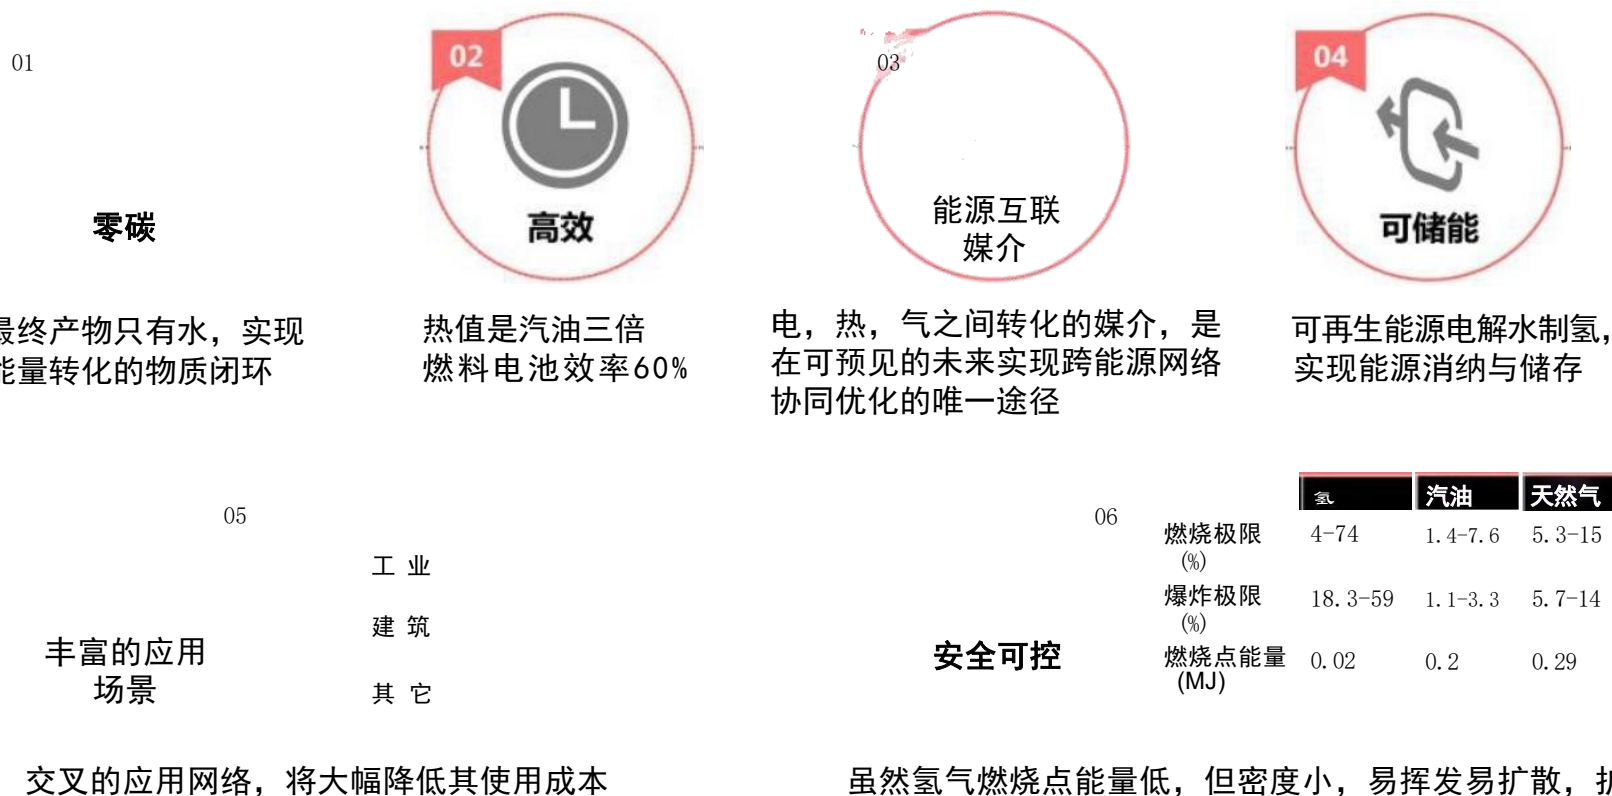 01
零碳
最终产物只有水，实现
能量转化的物质闭环
02
高效
热值是汽油三倍
燃料电池效率60%
03
能源互联
媒介
电，热，气之间转化的媒介，是
在可预见的未来实现跨能源网络
协同优化的唯一途径
04
可储能
可再生能源电解水制氢，
实现能源消纳与储存
05
丰富的应用
场景
工 业
建 筑
其 它
交叉的应用网络，将大幅降低其使用成本
06
安全可控
氢 汽油 天然气
燃烧极限 4-74 1.4-7.6 5.3-15
(%)
爆炸极限 18.3-59 1.1-3.3 5.7-14
(%)
燃烧点能量 0.02 0.2 0.29
(MJ)
虽然氢气燃烧点能量低，但密度小，易挥发易扩散，